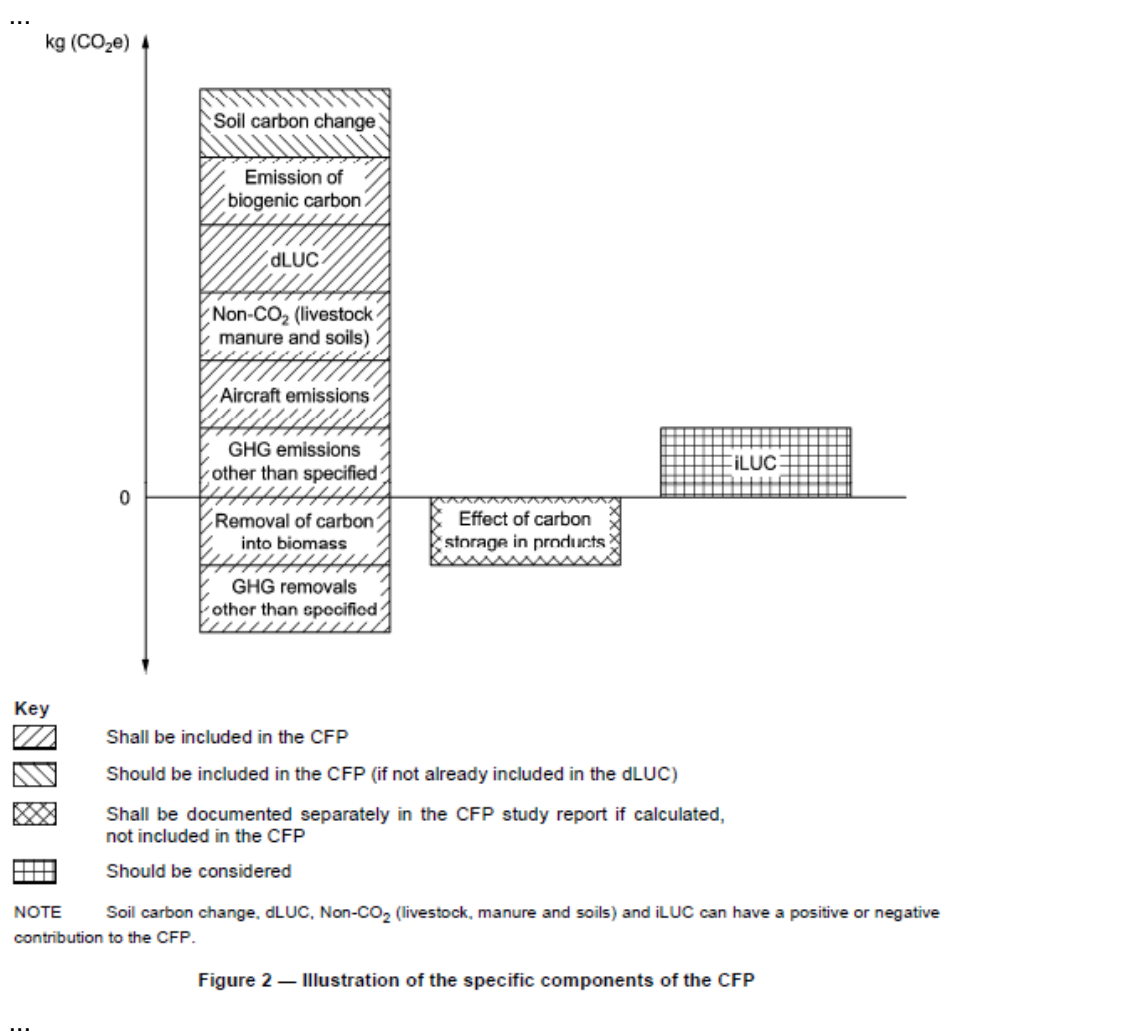 ...
kg (CO₂e)
Soil carbon change
Emission of
biogenic carbon
dLUC
Non-CO₂ (livestock
manure and soils)
Aircraft emissions
GHG emissions
other than specified
iLUC
0
Removal of carbon
into biomass
Effect of carbon
storage in products
GHG removals
other than specified
Key
Shall be included in the CFP
Should be included in the CFP (if not already included in the dLUC)
Shall be documented separately in the CFP study report if calculated,
not included in the CFP
Should be considered
NOTE Soil carbon change, dLUC, Non-CO₂ (livestock, manure and soils) and iLUC can have a positive or negative
contribution to the CFP.
Figure 2 — Illustration of the specific components of the CFP
...